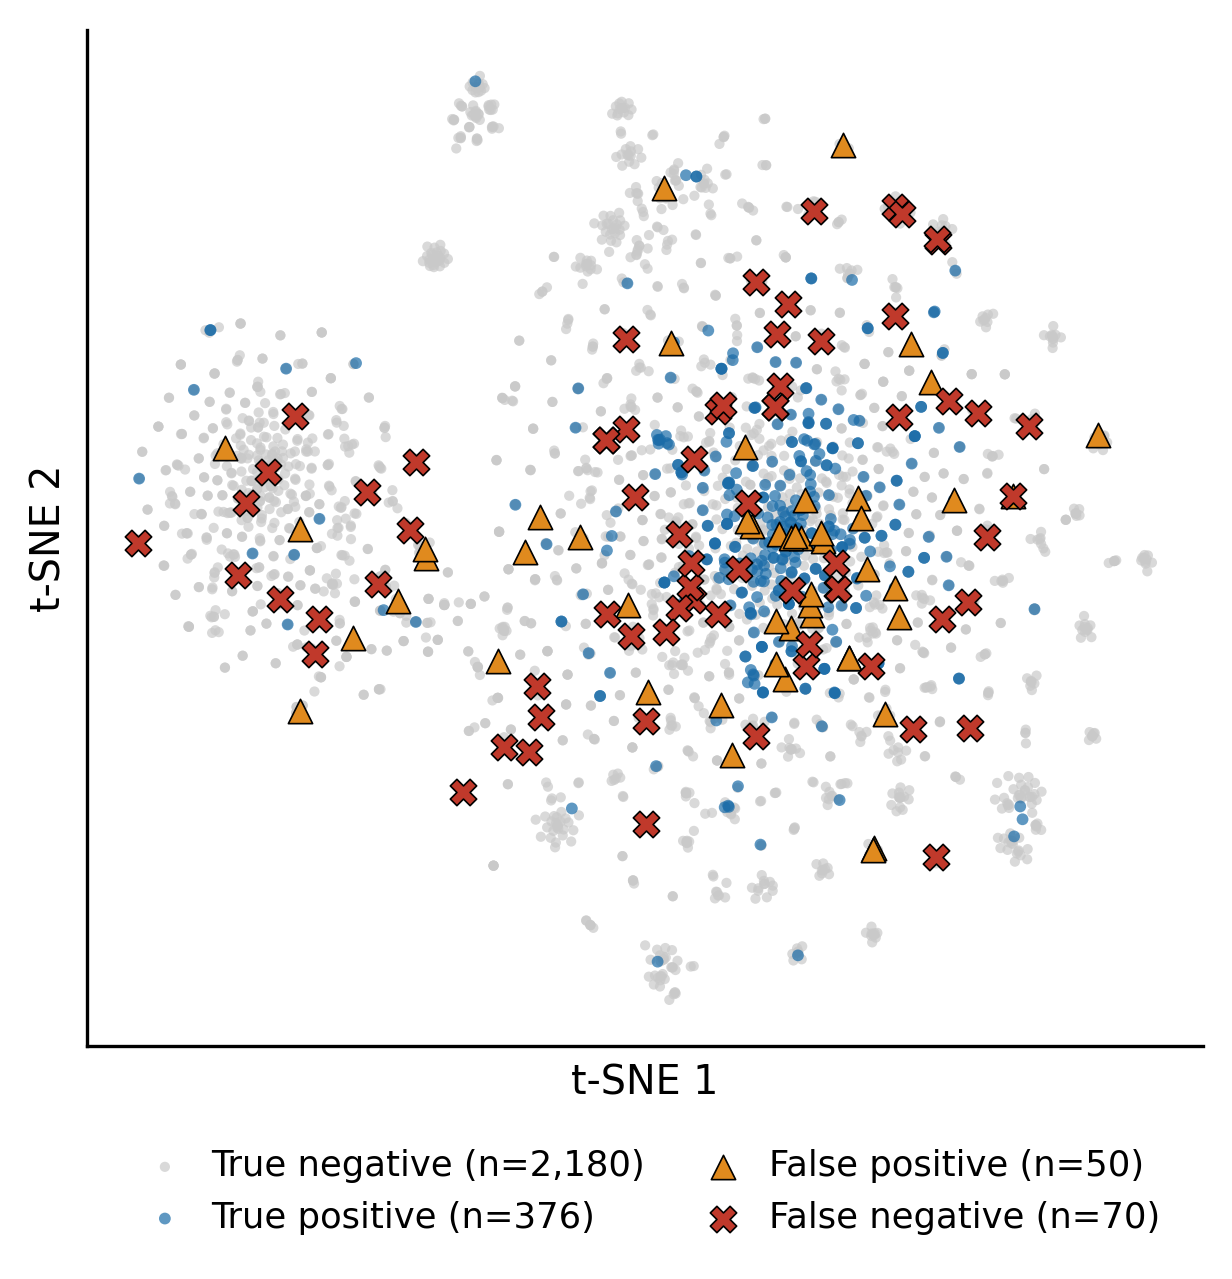 t-SNE 2
t-SNE 1
True negative (n=2,180)
True positive (n=376)
False positive (n=50)
False negative (n=70)